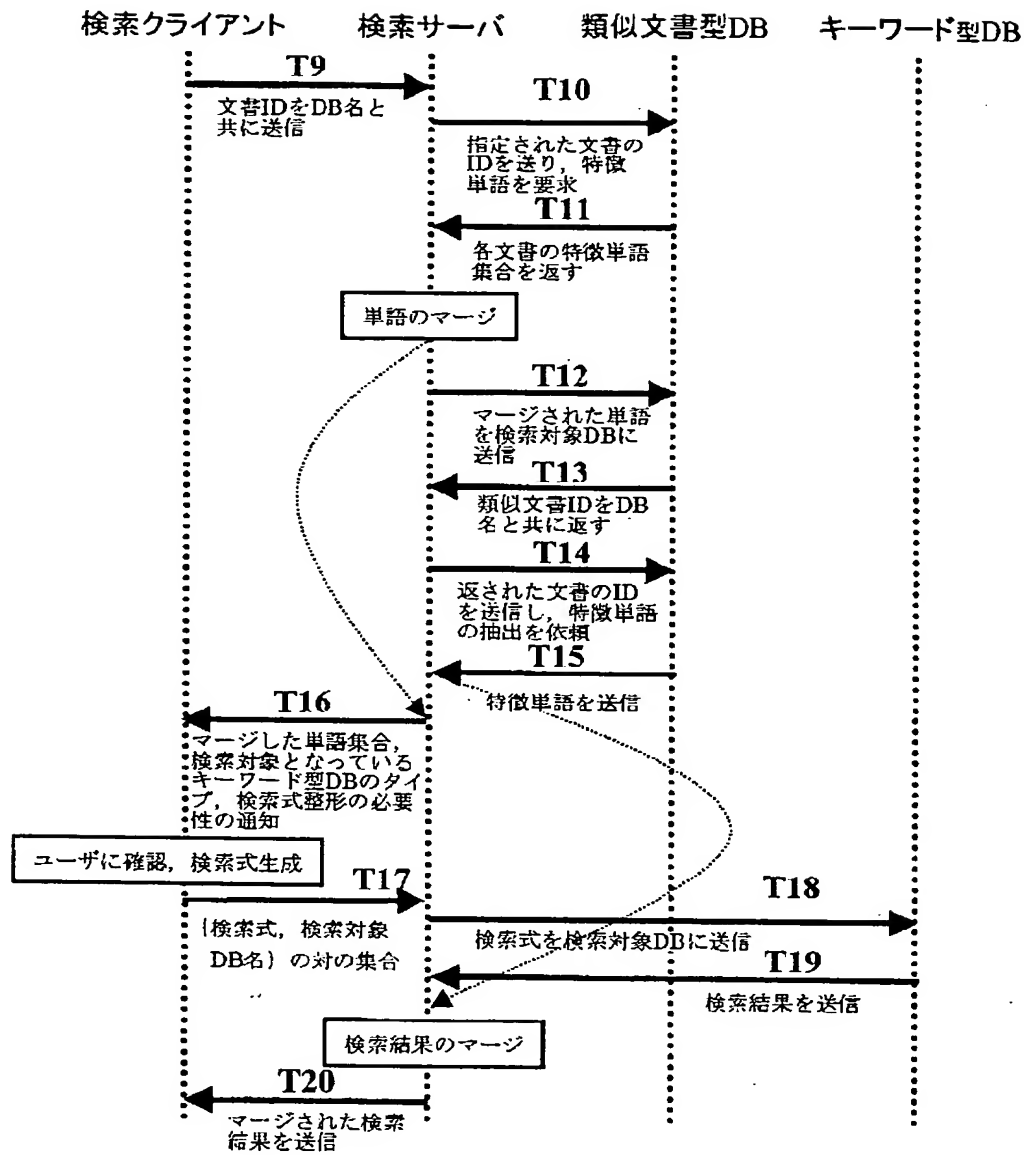 検索クライアント 検索サーバ 類似文書型DB キーワード型DB
T9
文書IDをDB名と
共に送信
T10
指定された文書の
IDを送り，特徴
単語を要求
T11
各文書の特徴単語
集合を返す
単語のマージ
T12
マージされた単語
を検索対象DBに
送信
T13
類似文書IDをDB
名と共に返す
T14
返された文書のID
を送信し，特徴単語
の抽出を依頼
T15
特徴単語を送信
T16
マージした単語集合，
検索対象となっている
キーワード型DBのタイ
プ，検索式整形の必要
性の通知
ユーザに確認，検索式生成
T17
{検索式，検索対象
DB名} の対の集合
T18
検索式を検索対象DBに送信
T19
検索結果を送信
検索結果のマージ
T20
マージされた検索
結果を送信